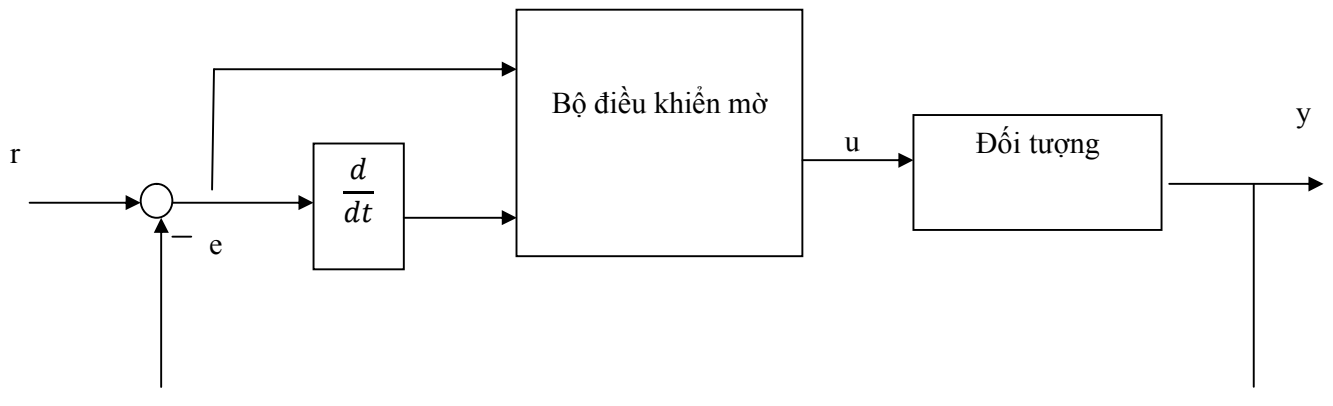 r
e
d
dt
Bộ điều khiển mờ
u
Đối tượng
y